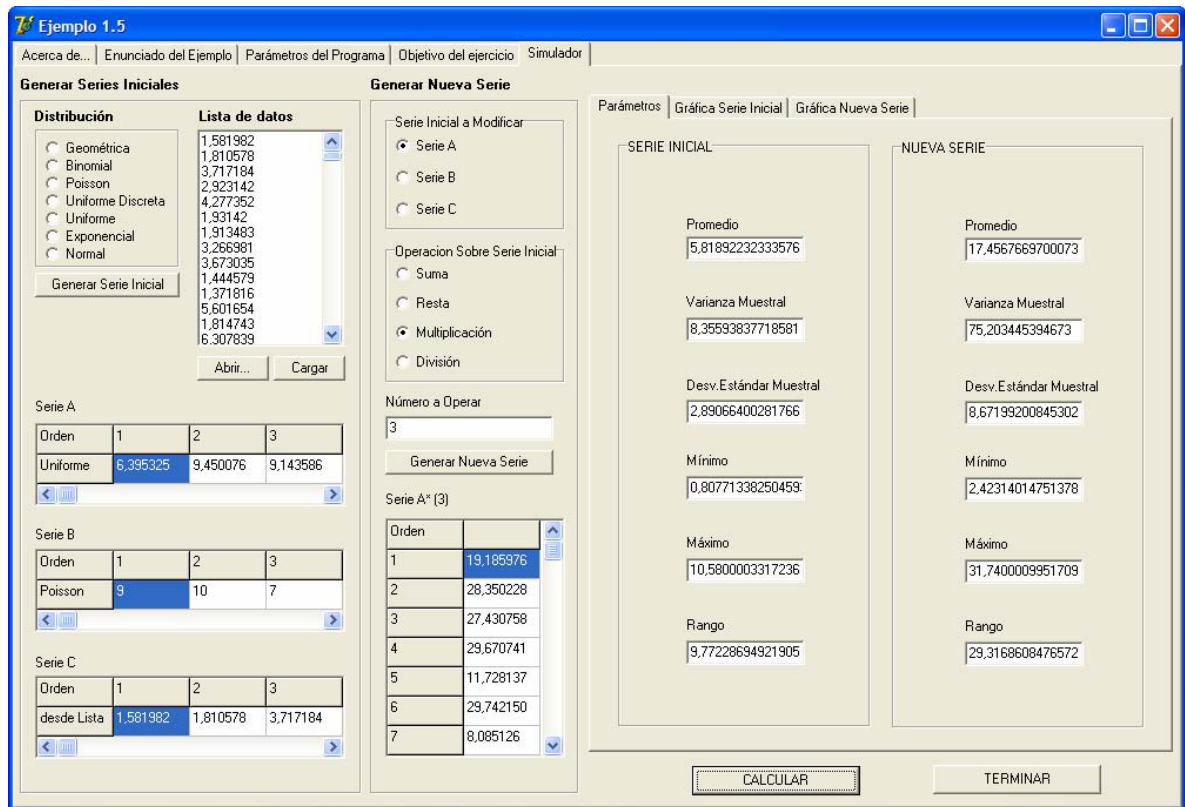 Ejemplo 1.5
Acerca de... Enunciado del Ejemplo Parámetros del Programa Objetivo del ejercicio Simulador
Generar Series Iniciales
Distribución
Geométrica
Binomial
Poisson
Uniforme Discreta
Uniforme
Exponencial
Normal
Generar Serie Inicial
Lista de datos
1,581982
1,810578
3,717184
2,923142
4,277352
1,93142
1,913483
3,266981
3,673035
1,444579
1,371816
5,601654
1,814743
6.307839
Abrir... Cargar
Serie A
Orden 1 2 3
Uniforme 6,395325 9,450076 9,143586
Serie B
Orden 1 2 3
Poisson 9 10 7
Serie C
Orden 1 2 3
desde Lista 1,581982 1,810578 3,717184
Generar Nueva Serie
Serie Inicial a Modificar
Serie A
Serie B
Serie C
Operacion Sobre Serie Inicial
Suma
Resta
Multiplicación
División
Número a Operar
3
Generar Nueva Serie
Serie A* (3)
Orden
1 19,185976
2 28,350228
3 27,430758
4 29,670741
5 11,728137
6 29,742150
7 8,085126
Parámetros Gráfica Serie Inicial Gráfica Nueva Serie
SERIE INICIAL
Promedio
5,81892232333576
Varianza Muestral
8,35593837718581
Desv.Estándar Muestral
2,89066400281766
Mínimo
0,80771338250459
Máximo
10,5800003317236
Rango
9,77228694921905
NUEVA SERIE
Promedio
17,4567669700073
Varianza Muestral
75,203445394673
Desv.Estándar Muestral
8,67199200845302
Mínimo
2,42314014751378
Máximo
31,7400009951709
Rango
29,3168608476572
CALCULAR TERMINAR